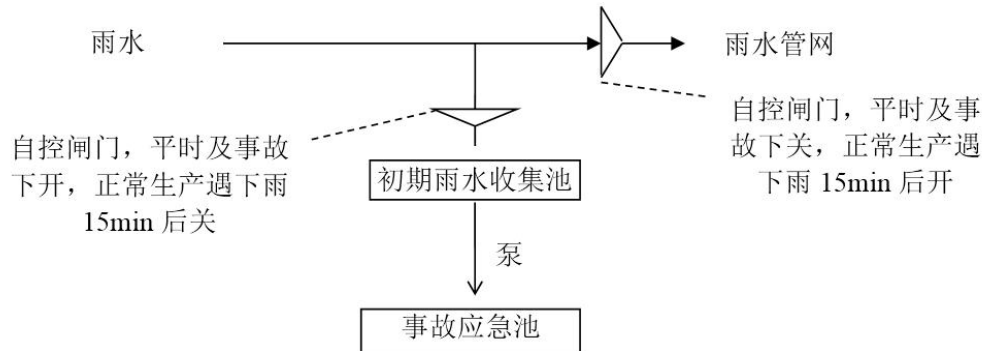 雨水
雨水管网
自控闸门，平时及事故
下开，正常生产遇下雨
15min 后关
自控闸门，平时及事
故下关，正常生产遇
下雨 15min 后开
初期雨水收集池
泵
事故应急池